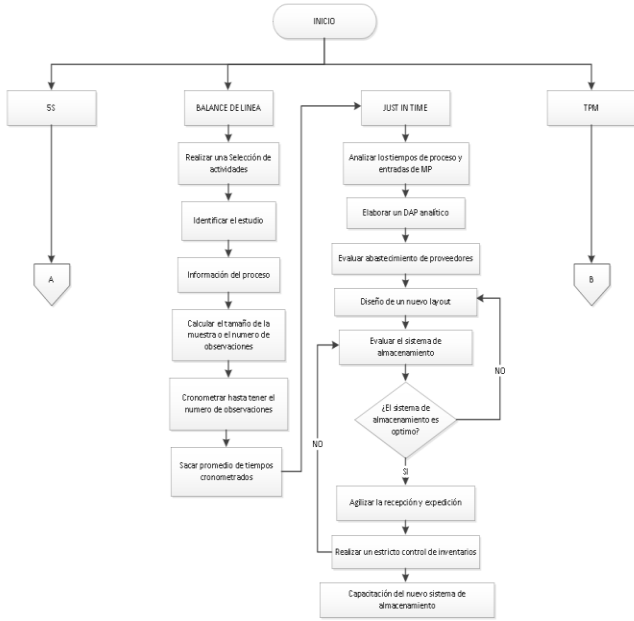 INICIO
5S
BALANCE DE LINEA
JUST IN TIME
TPM
Realizar una Selección de
actividades
Identificar el estudio
Información del proceso
Calcular el tamaño de la
muestra o el numero de
observaciones
Cronometrar hasta tener el
numero de observaciones
Sacar promedio de tiempos
cronometrados
Analizar los tiempos de proceso y
entradas de MP
Elaborar un DAP analítico
Evaluar abastecimiento de proveedores
Diseño de un nuevo layout
Evaluar el sistema de
almacenamiento
¿El sistema de
almacenamiento es
optimo?
NO
NO
SI
Agilizar la recepción y expedición
Realizar un estricto control de inventarios
Capacitación del nuevo sistema de
almacenamiento
A
B